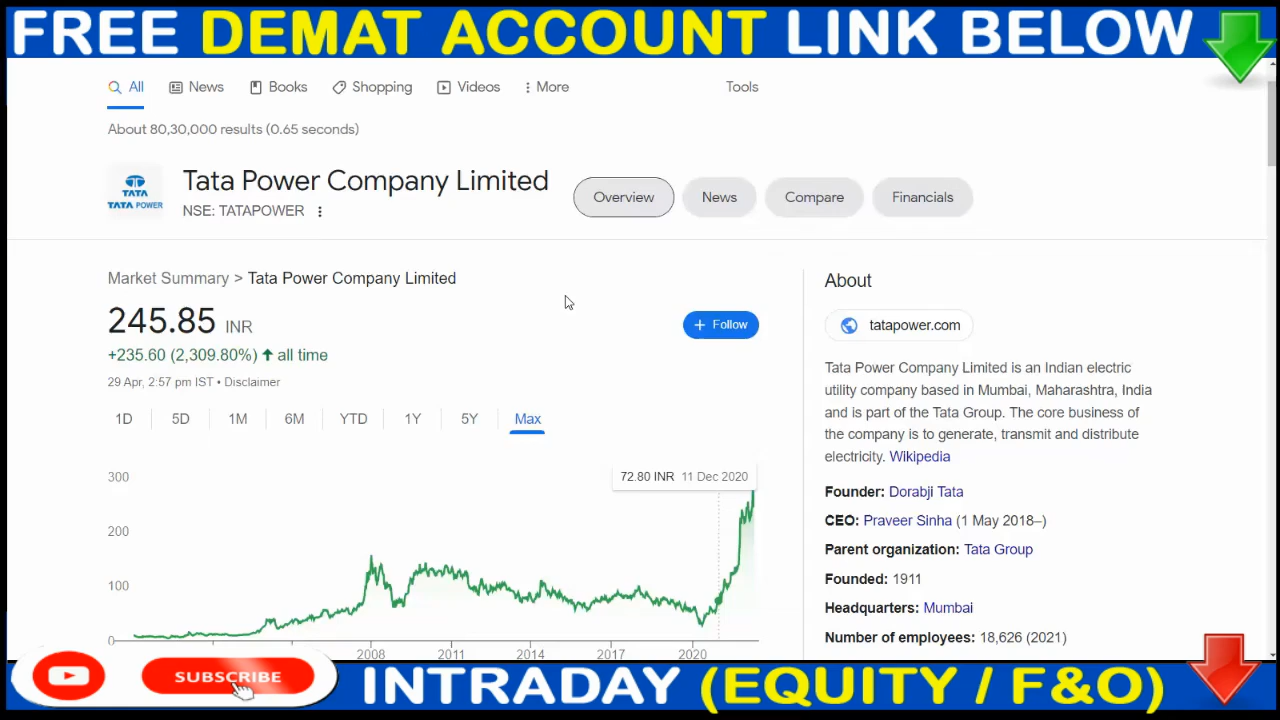 FREE DEMAT ACCOUNT LINK BELOW
All News Books Shopping Videos More Tools
About 80,30,000 results (0.65 seconds)
TATA
TATA POWER
Tata Power Company Limited
NSE: TATAPOWER
Overview News Compare Financials
Market Summary > Tata Power Company Limited
245.85 INR
+235.60 (2,309.80%) all time
29 Apr, 2:57 pm IST • Disclaimer
+ Follow
1D 5D 1M 6M YTD 1Y 5Y Max
72.80 INR 11 Dec 2020
300
200
100
0
2008 2011 2014 2017 2020
About
tatapower.com
Tata Power Company Limited is an Indian electric
utility company based in Mumbai, Maharashtra, India
and is part of the Tata Group. The core business of
the company is to generate, transmit and distribute
electricity. Wikipedia
Founder: Dorabji Tata
CEO: Praveer Sinha (1 May 2018–)
Parent organization: Tata Group
Founded: 1911
Headquarters: Mumbai
Number of employees: 18,626 (2021)
SUBSCRIBE
INTRADAY (EQUITY / F&O)